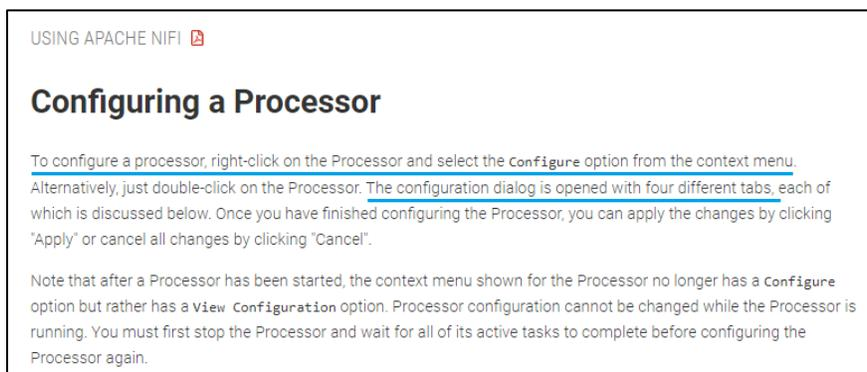 USING APACHE NIFI
Configuring a Processor
To configure a processor, right-click on the Processor and select the Configure option from the context menu.
Alternatively, just double-click on the Processor. The configuration dialog is opened with four different tabs, each of
which is discussed below. Once you have finished configuring the Processor, you can apply the changes by clicking
"Apply" or cancel all changes by clicking "Cancel".
Note that after a Processor has been started, the context menu shown for the Processor no longer has a Configure
option but rather has a View Configuration option. Processor configuration cannot be changed while the Processor is
running. You must first stop the Processor and wait for all of its active tasks to complete before configuring the
Processor again.